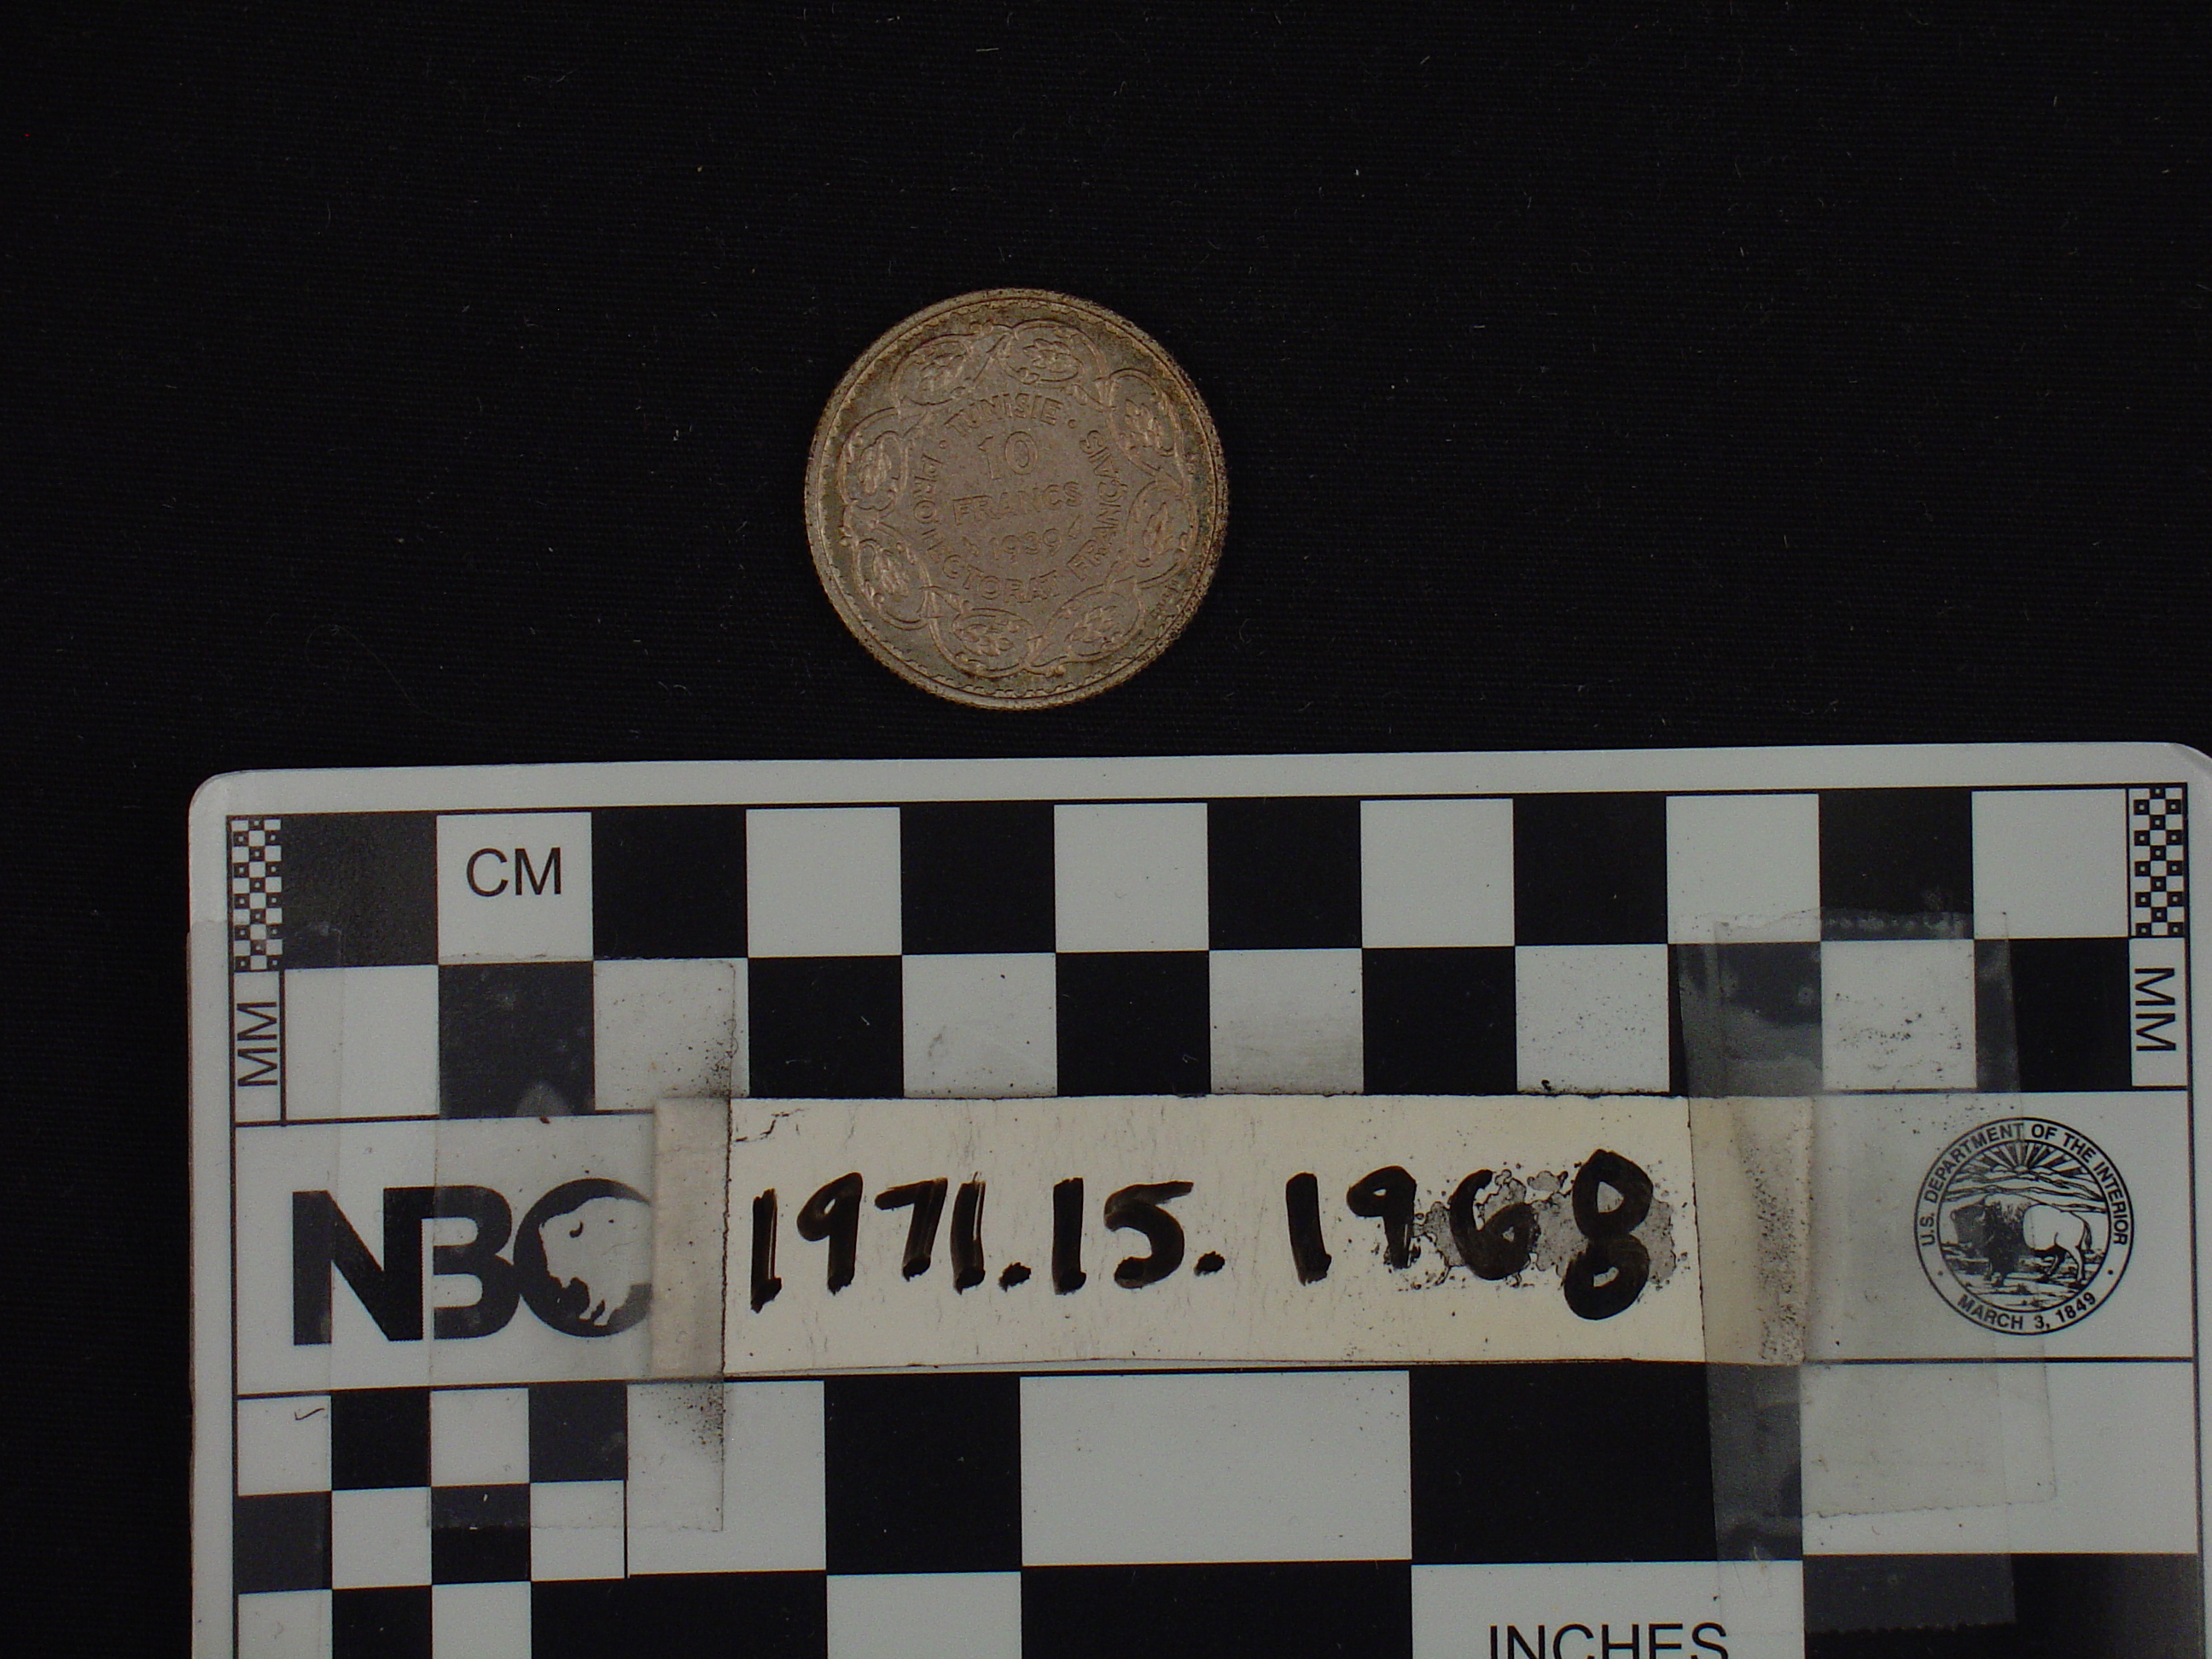 · TUNISIE ·
10
FRANCS
1939
PROTECTORAT FRANÇAIS
CM
MM
MM
NBC
1971.15.1968
U.S. DEPARTMENT OF THE INTERIOR
MARCH 3, 1849
INCHES